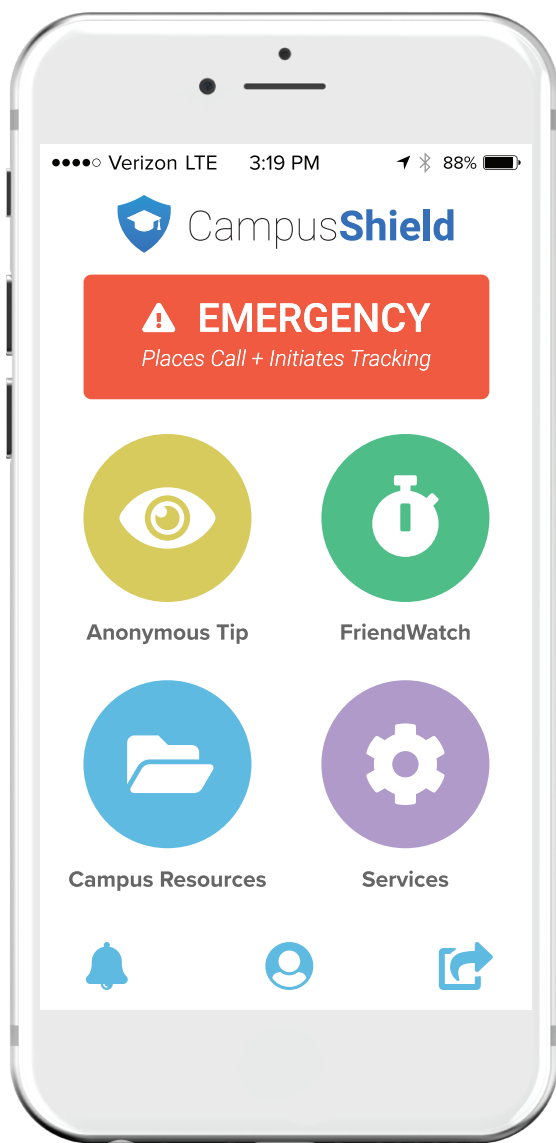 Verizon LTE 3:19 PM 88%
CampusShield
EMERGENCY
Places Call + Initiates Tracking
Anonymous Tip FriendWatch
Campus Resources Services